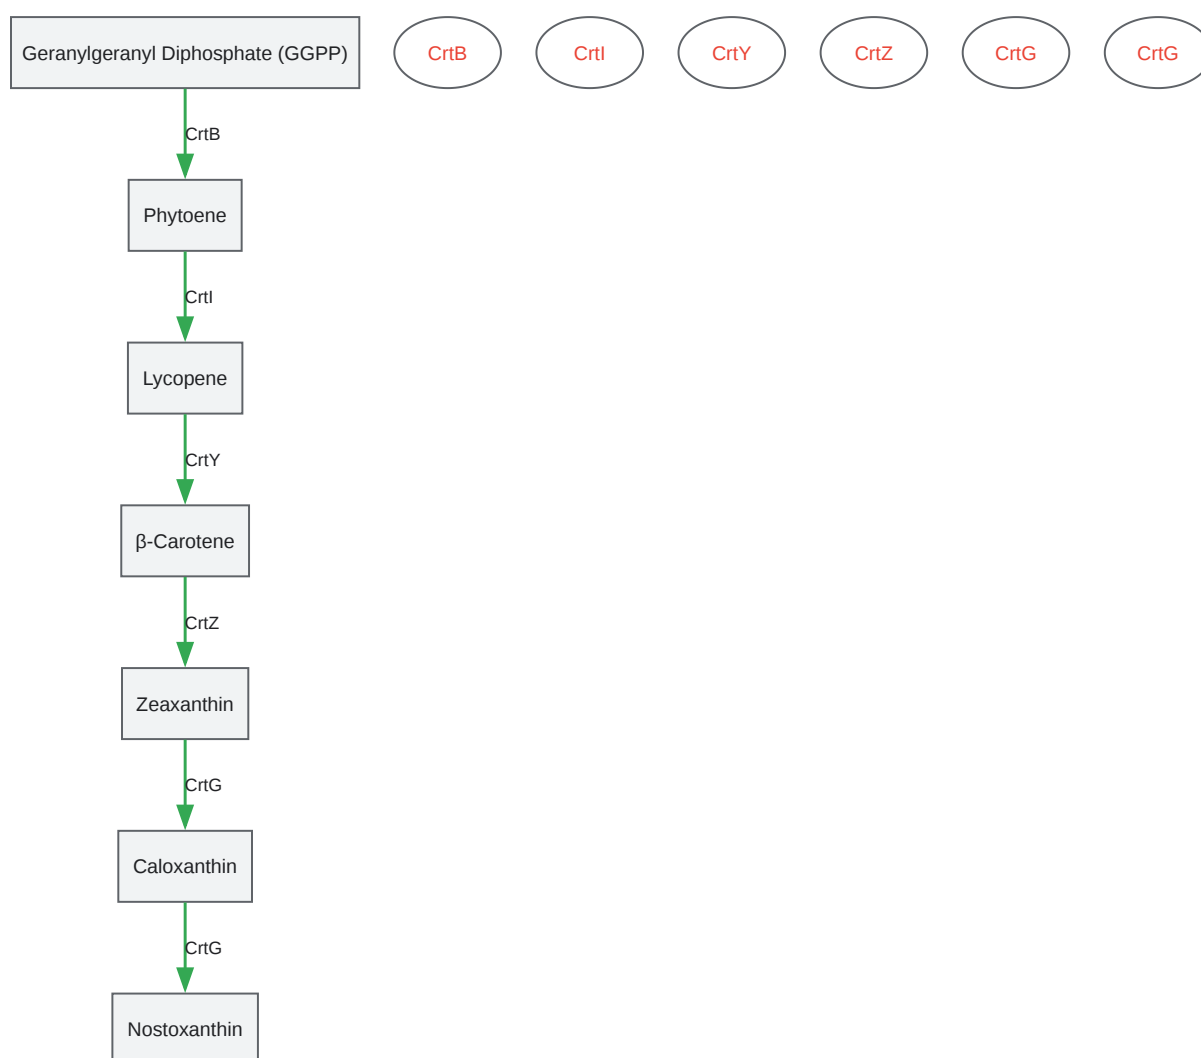 Geranylgeranyl Diphosphate (GGPP)
CrtB
CrtI
CrtY
CrtZ
CrtG
CrtG
CrtB
Phytoene
CrtI
Lycopene
CrtY
β-Carotene
CrtZ
Zeaxanthin
CrtG
Caloxanthin
CrtG
Nostoxanthin